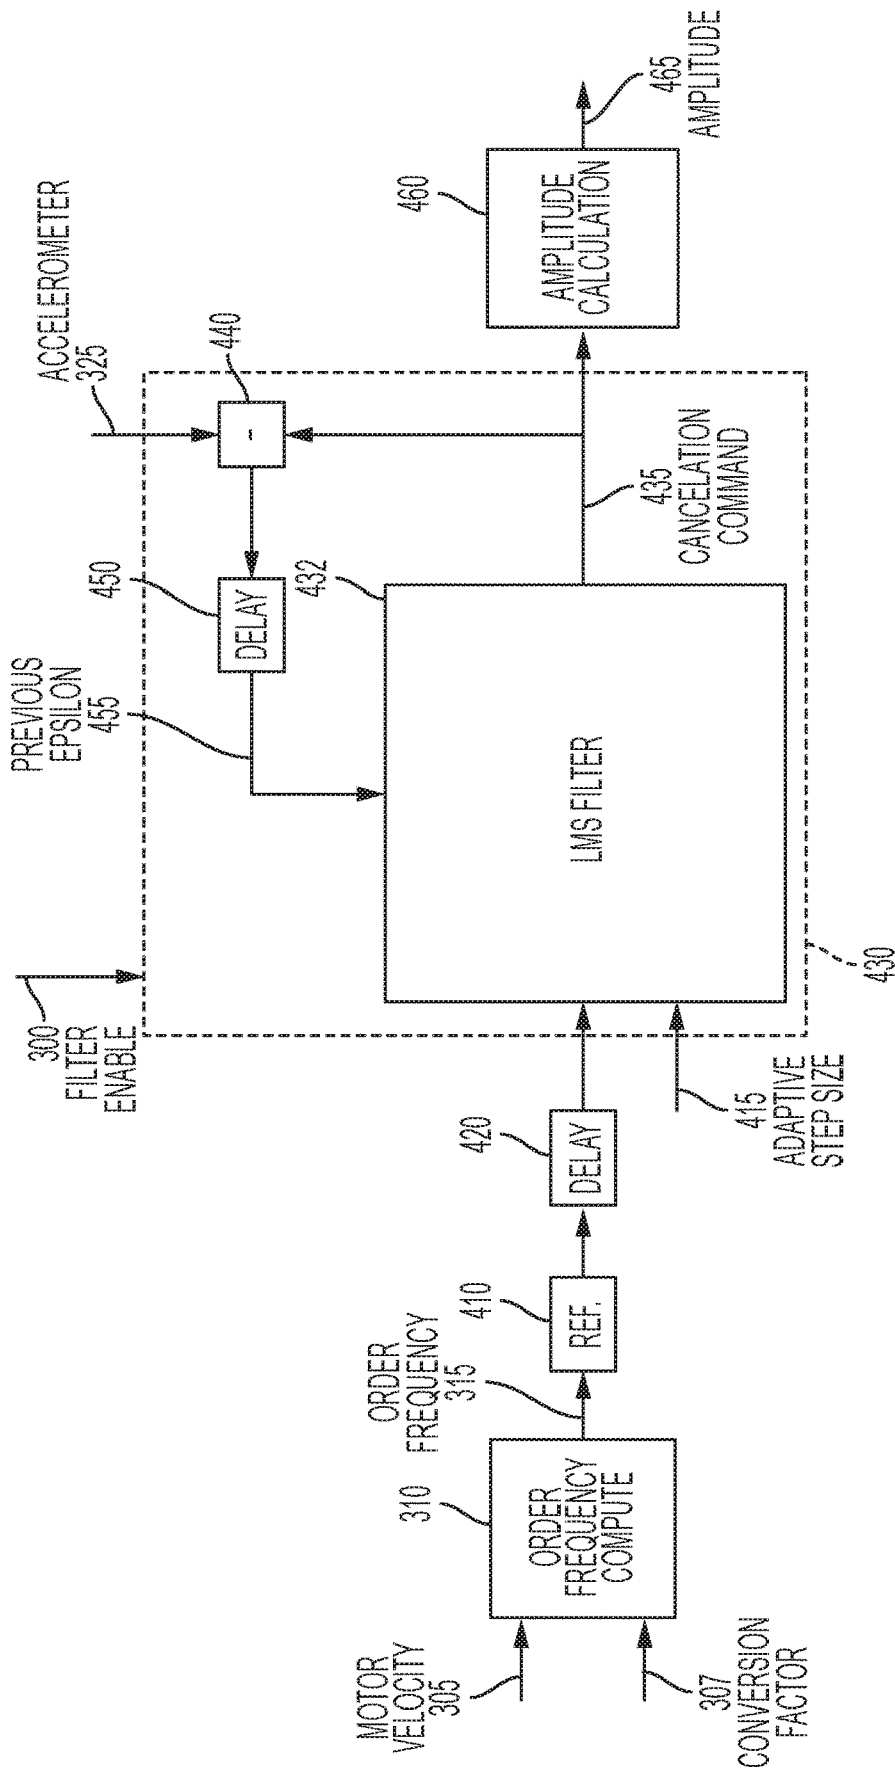 MOTOR
VELOCITY
305
307
CONVERSION
FACTOR
310
ORDER
FREQUENCY
COMPUTE
ORDER
FREQUENCY
315
410
REF.
420
DELAY
415
ADAPTIVE
STEP SIZE
300
FILTER
ENABLE
430
PREVIOUS
EPSILON
455
450
DELAY
432
LMS FILTER
ACCELEROMETER
325
440
-
435
CANCELATION
COMMAND
460
AMPLITUDE
CALCULATION
465
AMPLITUDE